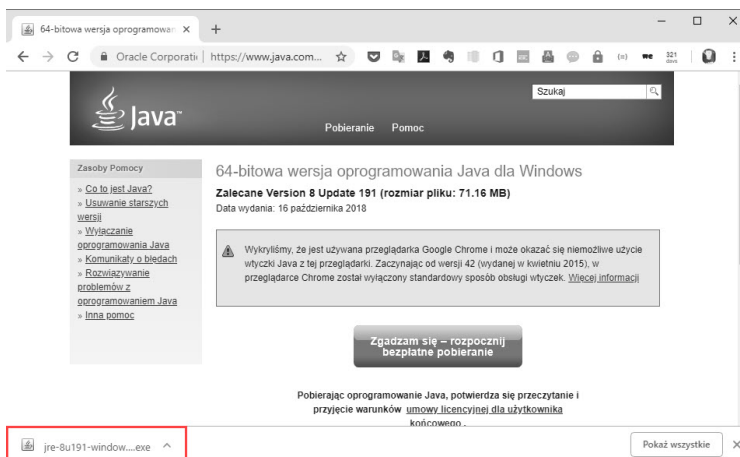 64-bitowa wersja oprogramowan
Oracle Corporatic | https://www.java.com...
321
days
Java™
Szukaj
Pobieranie Pomoc
Zasoby Pomocy
» Co to jest Java?
» Usuwanie starszych
wersji
» Wyłączanie
oprogramowania Java
» Komunikaty o błędach
» Rozwiązywanie
problemów z
oprogramowaniem Java
» Inna pomoc
64-bitowa wersja oprogramowania Java dla Windows
Zalecane Version 8 Update 191 (rozmiar pliku: 71.16 MB)
Data wydania: 16 października 2018
Wykryliśmy, że jest używana przeglądarka Google Chrome i może okazać się niemożliwe użycie
wtyczki Java z tej przeglądarki. Zaczynając od wersji 42 (wydanej w kwietniu 2015), w
przeglądarce Chrome został wyłączony standardowy sposób obsługi wtyczek. Więcej informacji
Zgadzam się – rozpocznij
bezpłatne pobieranie
Pobierając oprogramowanie Java, potwierdza się przeczytanie i
przyjęcie warunków umowy licencyjnej dla użytkownika
końcowego .
jre-8u191-window....exe
Pokaż wszystkie